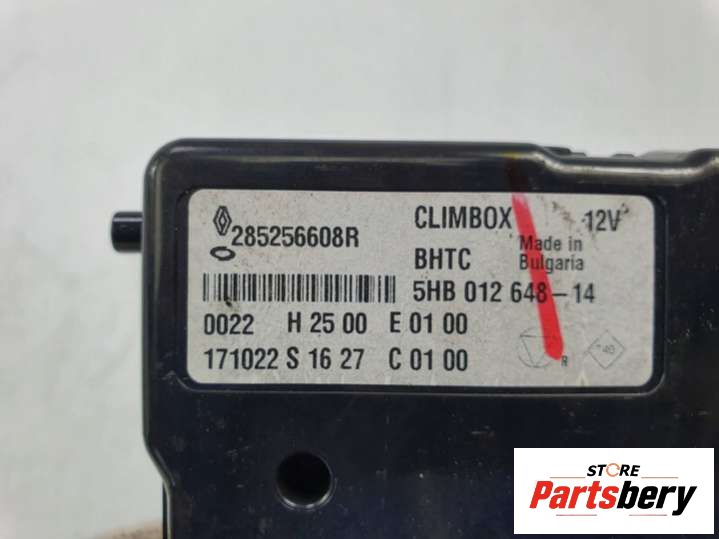 285256608R CLIMBOX 12V
BHTC Made in
Bulgaria
5HB 012 648-14
0022 H 25 00 E 01 00
171022 S 16 27 C 01 00
R
T40
STORE
Partsbery